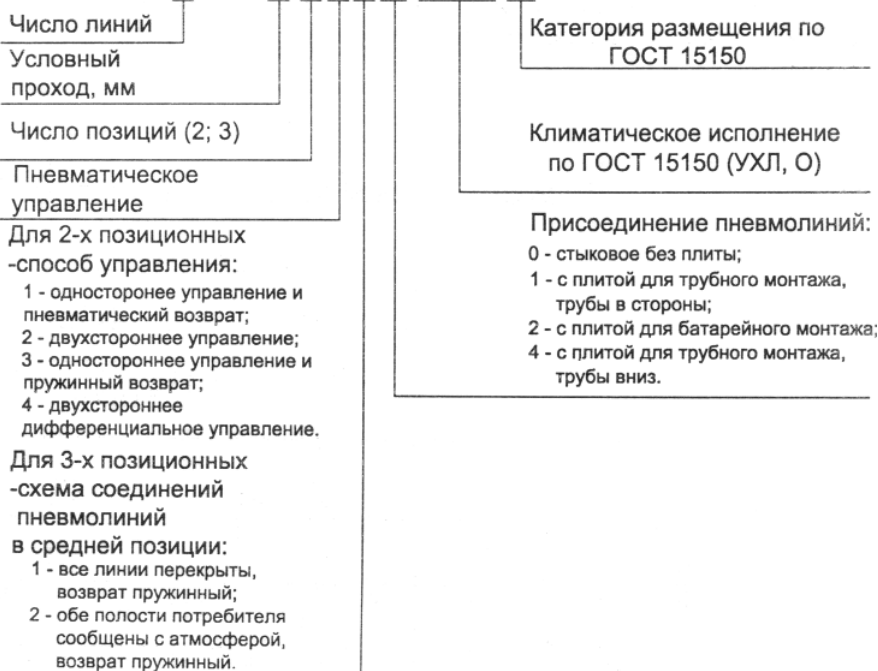 Число линий
Условный
проход, мм
Число позиций (2; 3)
Пневматическое
управление
Для 2-х позиционных
-способ управления:
1 - одностороннее управление и
пневматический возврат;
2 - двухстороннее управление;
3 - одностороннее управление и
пружинный возврат;
4 - двухстороннее
дифференциальное управление.
Для 3-х позиционных
-схема соединений
пневмолиний
в средней позиции:
1 - все линии перекрыты,
возврат пружинный;
2 - обе полости потребителя
сообщены с атмосферой,
возврат пружинный.
Категория размещения по
ГОСТ 15150
Климатическое исполнение
по ГОСТ 15150 (УХЛ, О)
Присоединение пневмолиний:
0 - стыковое без плиты;
1 - с плитой для трубного монтажа,
трубы в стороны;
2 - с плитой для батарейного монтажа;
4 - с плитой для трубного монтажа,
трубы вниз.